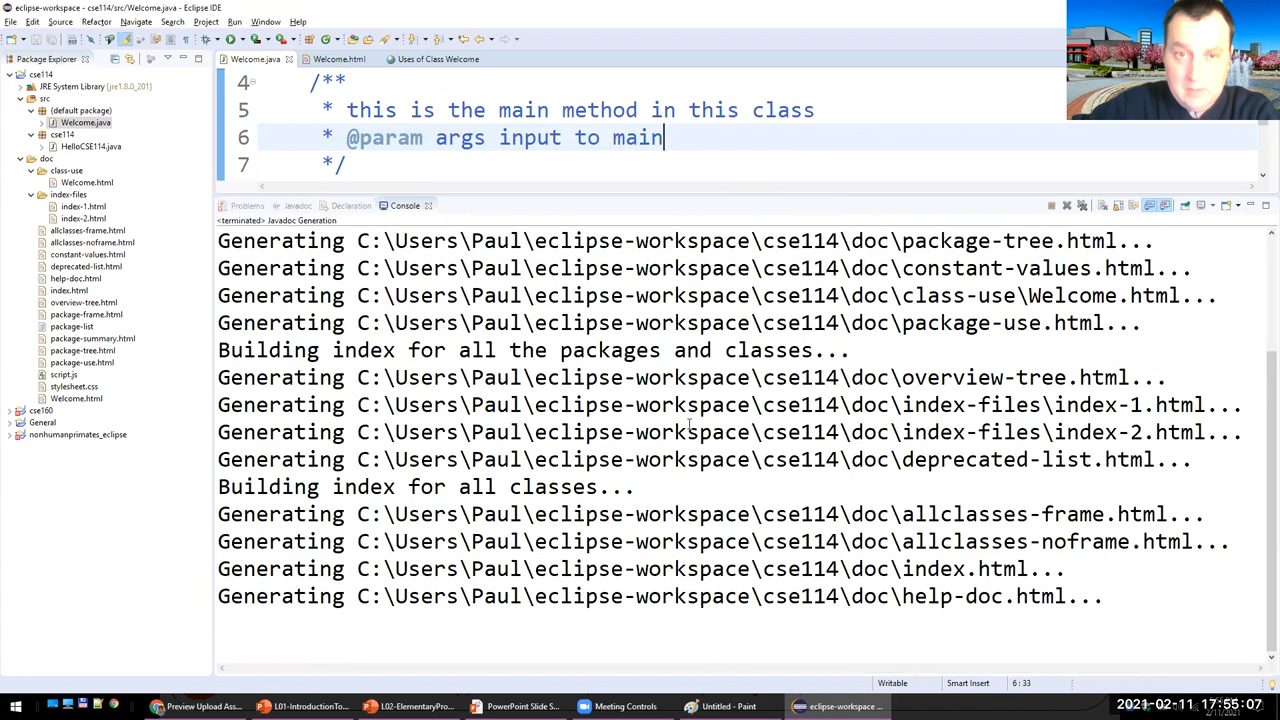 eclipse-workspace - cse114/src/Welcome.java - Eclipse IDE
File Edit Source Refactor Navigate Search Project Run Window Help
Package Explorer
Welcome.java
Welcome.html
Uses of Class Welcome
cse114
JRE System Library [jre1.8.0_201]
src
(default package)
Welcome.java
cse114
HelloCSE114.java
doc
class-use
Welcome.html
index-files
index-1.html
index-2.html
allclasses-frame.html
allclasses-noframe.html
constant-values.html
deprecated-list.html
help-doc.html
index.html
overview-tree.html
package-frame.html
package-list
package-summary.html
package-tree.html
package-use.html
script.js
stylesheet.css
Welcome.html
cse160
General
nonhumanprimates_eclipse
4 /**
5 * this is the main method in this class
6 * @param args input to main
7 */
Problems Javadoc Declaration Console
<terminated> Javadoc Generation
Generating C:\Users\Paul\eclipse-workspace\cse114\doc\package-tree.html...
Generating C:\Users\Paul\eclipse-workspace\cse114\doc\constant-values.html...
Generating C:\Users\Paul\eclipse-workspace\cse114\doc\class-use\Welcome.html...
Generating C:\Users\Paul\eclipse-workspace\cse114\doc\package-use.html...
Building index for all the packages and classes...
Generating C:\Users\Paul\eclipse-workspace\cse114\doc\overview-tree.html...
Generating C:\Users\Paul\eclipse-workspace\cse114\doc\index-files\index-1.html...
Generating C:\Users\Paul\eclipse-workspace\cse114\doc\index-files\index-2.html...
Generating C:\Users\Paul\eclipse-workspace\cse114\doc\deprecated-list.html...
Building index for all classes...
Generating C:\Users\Paul\eclipse-workspace\cse114\doc\allclasses-frame.html...
Generating C:\Users\Paul\eclipse-workspace\cse114\doc\allclasses-noframe.html...
Generating C:\Users\Paul\eclipse-workspace\cse114\doc\index.html...
Generating C:\Users\Paul\eclipse-workspace\cse114\doc\help-doc.html...
Writable Smart Insert 6 : 33
Preview Upload Ass... L01-IntroductionTo... L02-ElementaryPro... PowerPoint Slide S... Meeting Controls Untitled - Paint eclipse-workspace ...
2021-02-11 17:55:07